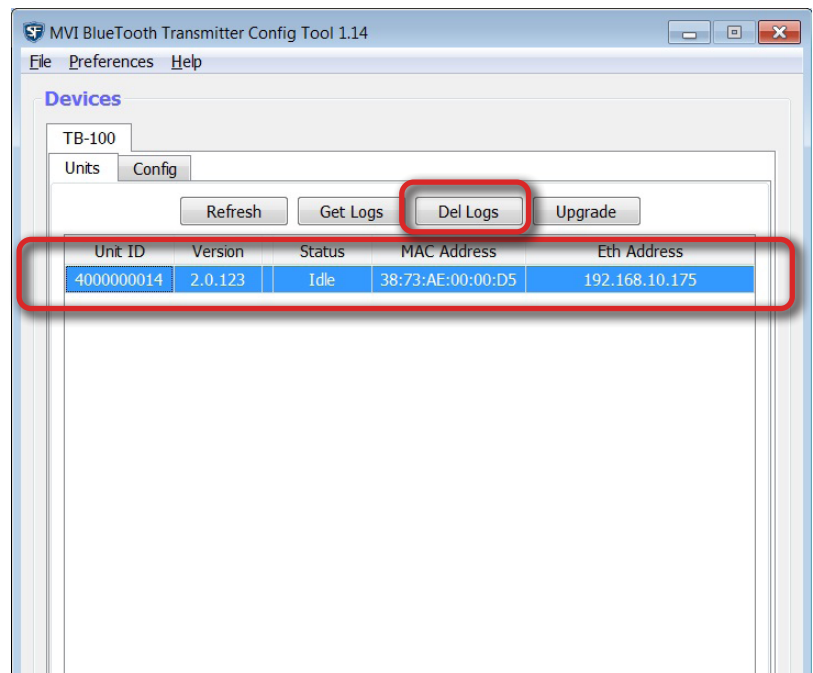 SF MVI BlueTooth Transmitter Config Tool 1.14
File Preferences Help
Devices
TB-100
Units Config
Refresh Get Logs Del Logs Upgrade
Unit ID Version Status MAC Address Eth Address
4000000014 2.0.123 Idle 38:73:AE:00:00:D5 192.168.10.175